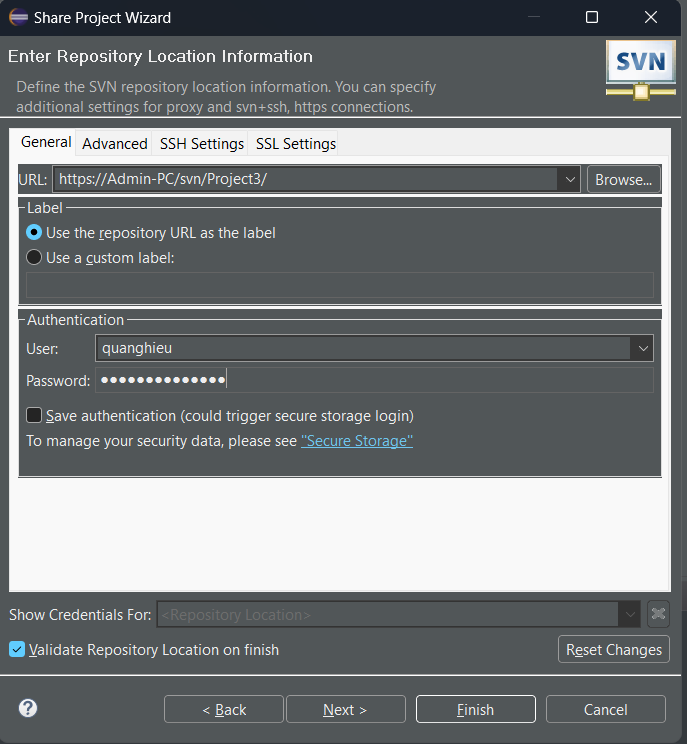 Share Project Wizard
Enter Repository Location Information
Define the SVN repository location information. You can specify
additional settings for proxy and svn+ssh, https connections.
SVN
General Advanced SSH Settings SSL Settings
URL: https://Admin-PC/svn/Project3/ Browse...
Label
Use the repository URL as the label
Use a custom label:
Authentication
User: quanghieu
Password: ••••••••••••••
Save authentication (could trigger secure storage login)
To manage your security data, please see "Secure Storage"
Show Credentials For: <Repository Location>
Validate Repository Location on finish Reset Changes
? < Back Next > Finish Cancel